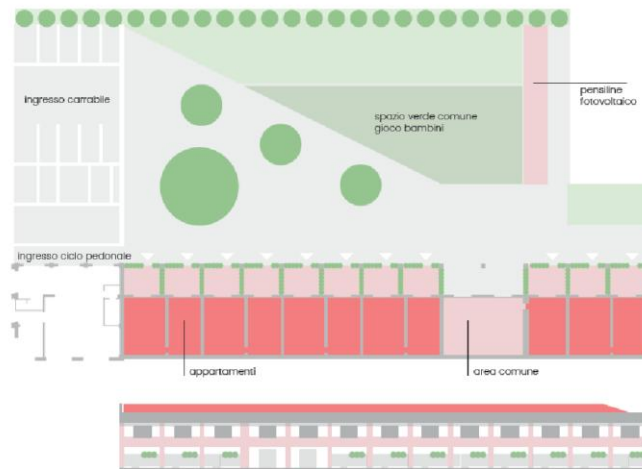 ingresso carrabile
spazio verde comune
gioco bambini
pensiline
fotovoltaico
ingresso ciclo pedonale
appartamenti
area comune